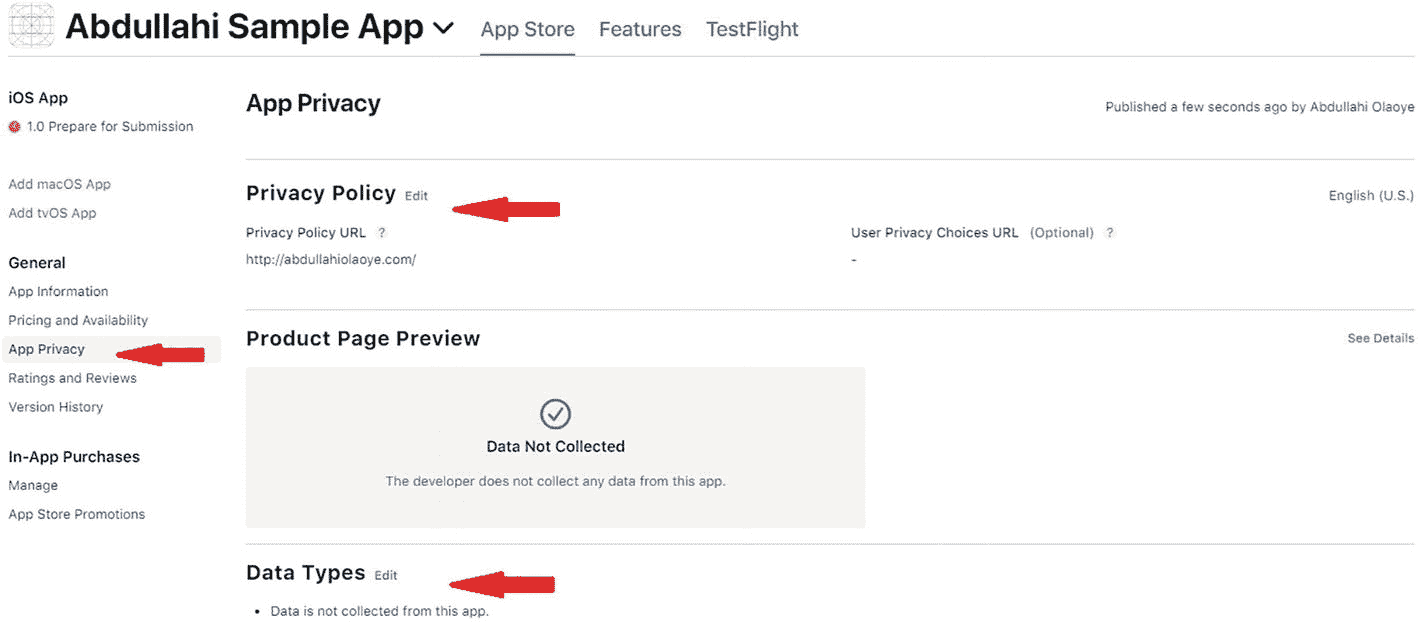 Abdullahi Sample App
App Store Features TestFlight
iOS App
1.0 Prepare for Submission
Add macOS App
Add tvOS App
General
App Information
Pricing and Availability
App Privacy
Ratings and Reviews
Version History
In-App Purchases
Manage
App Store Promotions
App Privacy
Published a few seconds ago by Abdullahi Olaoye
Privacy Policy Edit
English (U.S.)
Privacy Policy URL ?
http://abdullahiolaoye.com/
User Privacy Choices URL (Optional) ?
-
Product Page Preview
See Details
Data Not Collected
The developer does not collect any data from this app.
Data Types Edit
• Data is not collected from this app.